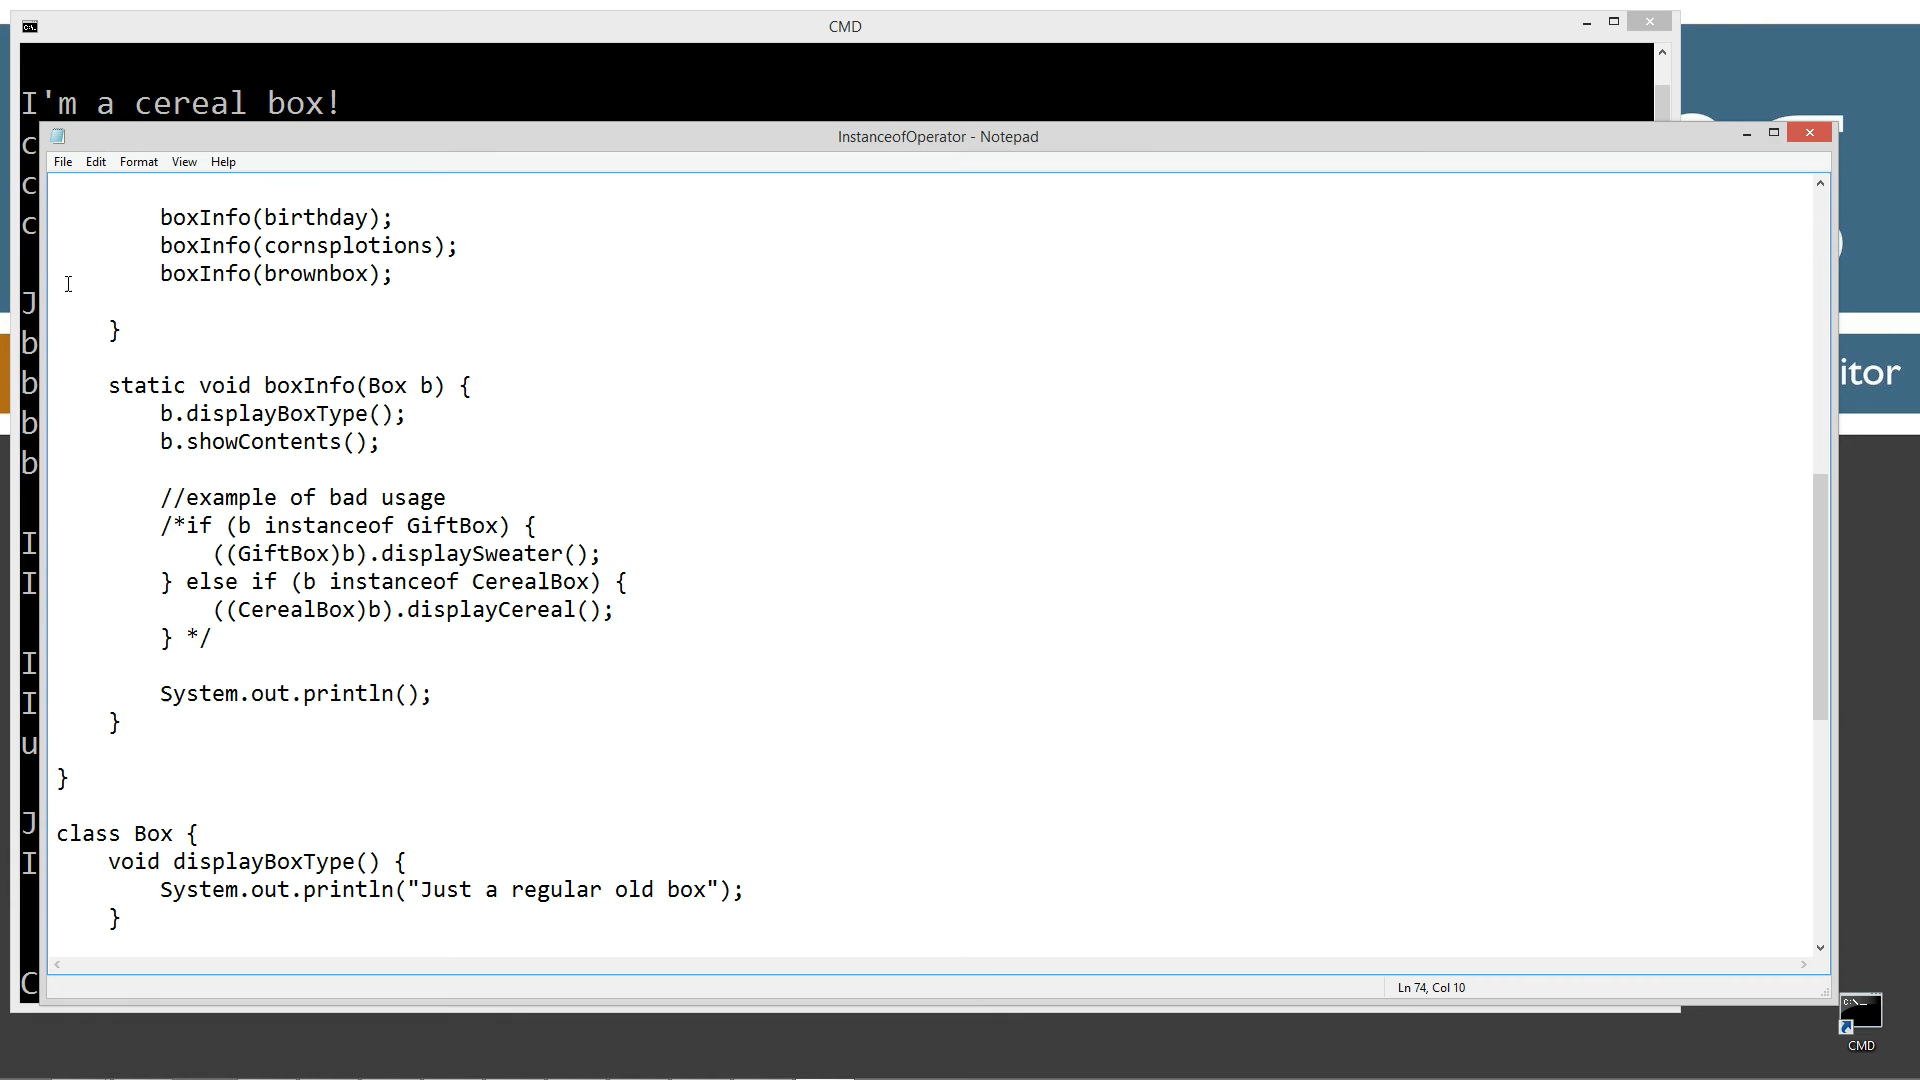 CMD
I'm a cereal box!
InstanceofOperator - Notepad
File Edit Format View Help
boxInfo(birthday);
boxInfo(cornsplotions);
boxInfo(brownbox);
}
static void boxInfo(Box b) {
b.displayBoxType();
b.showContents();
//example of bad usage
/*if (b instanceof GiftBox) {
((GiftBox)b).displaySweater();
} else if (b instanceof CerealBox) {
((CerealBox)b).displayCereal();
} */
System.out.println();
}
}
class Box {
void displayBoxType() {
System.out.println("Just a regular old box");
}
Ln 74, Col 10
c
c
c
J
b
b
b
b
I
I
I
I
u
J
I
C
itor
CMD